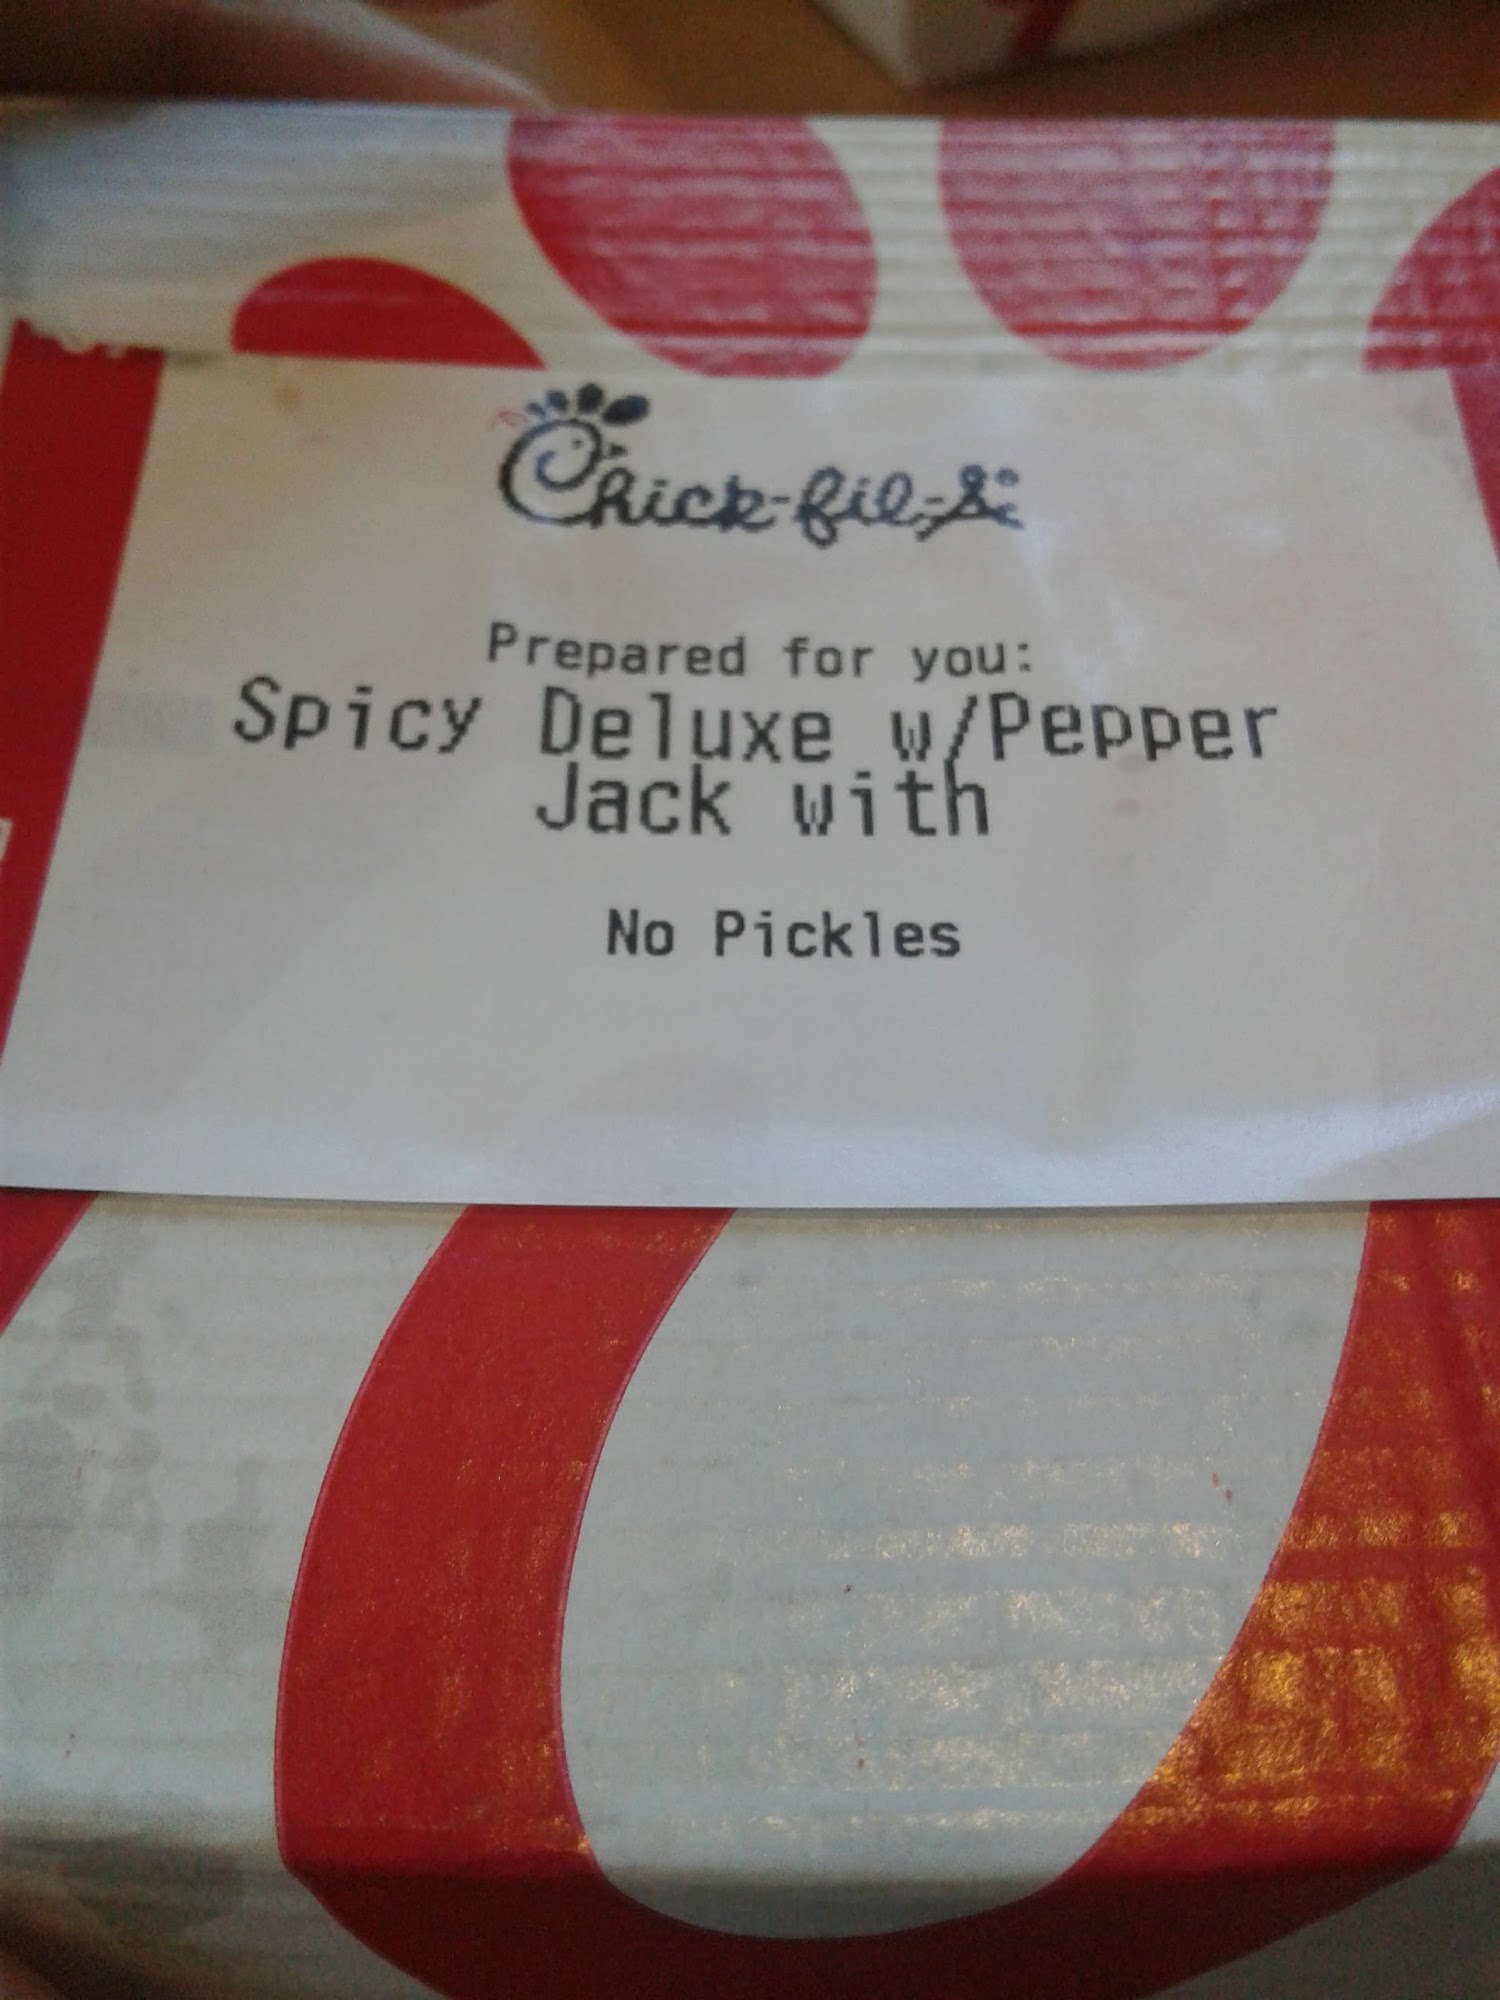 Chick-fil-A
Prepared for you:
Spicy Deluxe w/Pepper
Jack with
No Pickles